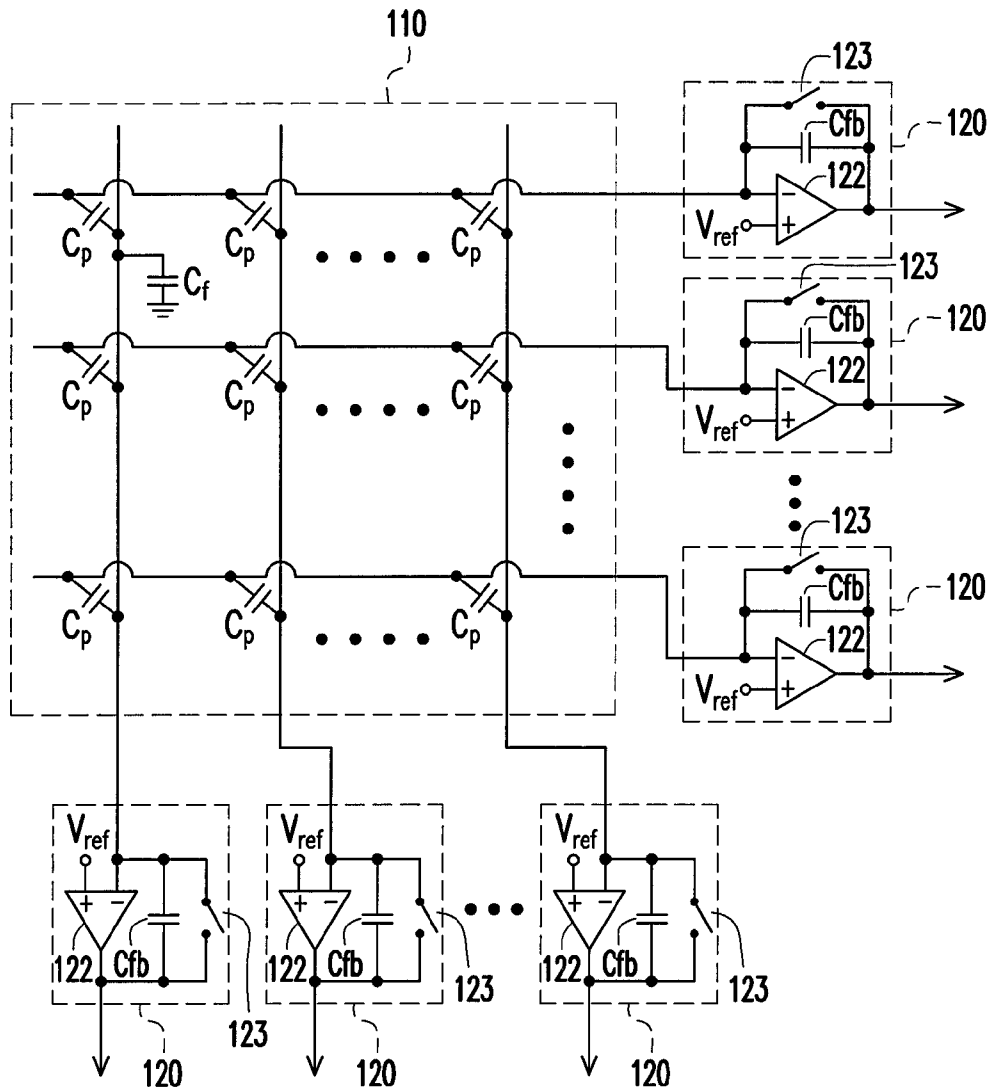 110
123
Cfb
120
122
Vref
− +
Cp Cp Cp
Cf
123
Cfb
120
122
Vref
− +
Cp Cp Cp
123
Cfb
120
122
Vref
− +
Cp Cp Cp
Vref Vref Vref
+ − + − + −
122 Cfb 123 122 Cfb 123 122 Cfb 123
120 120 120